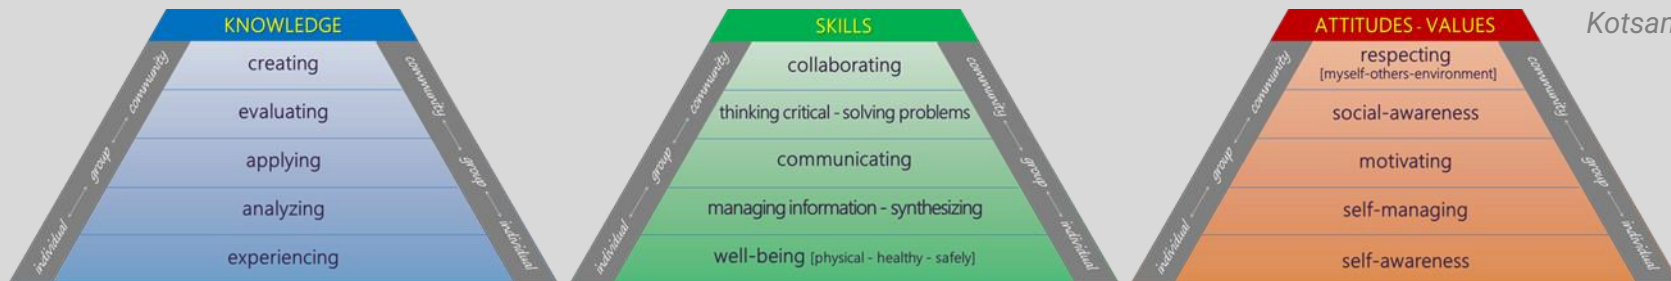 KNOWLEDGE
creating
evaluating
applying
analyzing
experiencing
individual group community
community group individual
SKILLS
collaborating
thinking critical - solving problems
communicating
managing information - synthesizing
well-being [physical - healthy - safely]
individual group community
community group individual
ATTITUDES - VALUES
respecting
[myself-others-environment]
social-awareness
motivating
self-managing
self-awareness
individual group community
community group individual